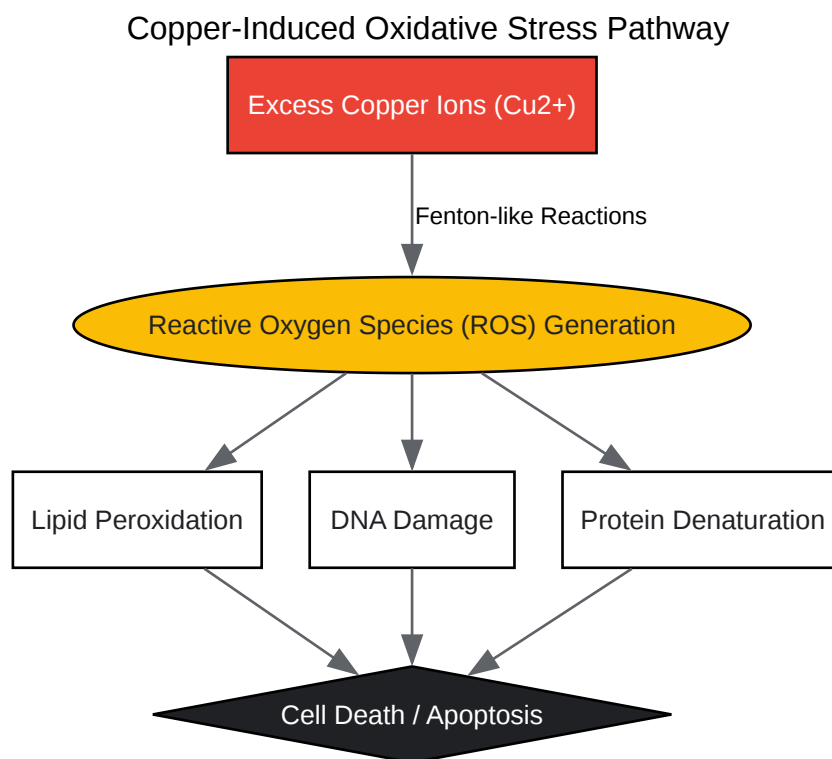 Copper-Induced Oxidative Stress Pathway
Excess Copper Ions (Cu2+)
Fenton-like Reactions
Reactive Oxygen Species (ROS) Generation
Lipid Peroxidation
DNA Damage
Protein Denaturation
Cell Death / Apoptosis